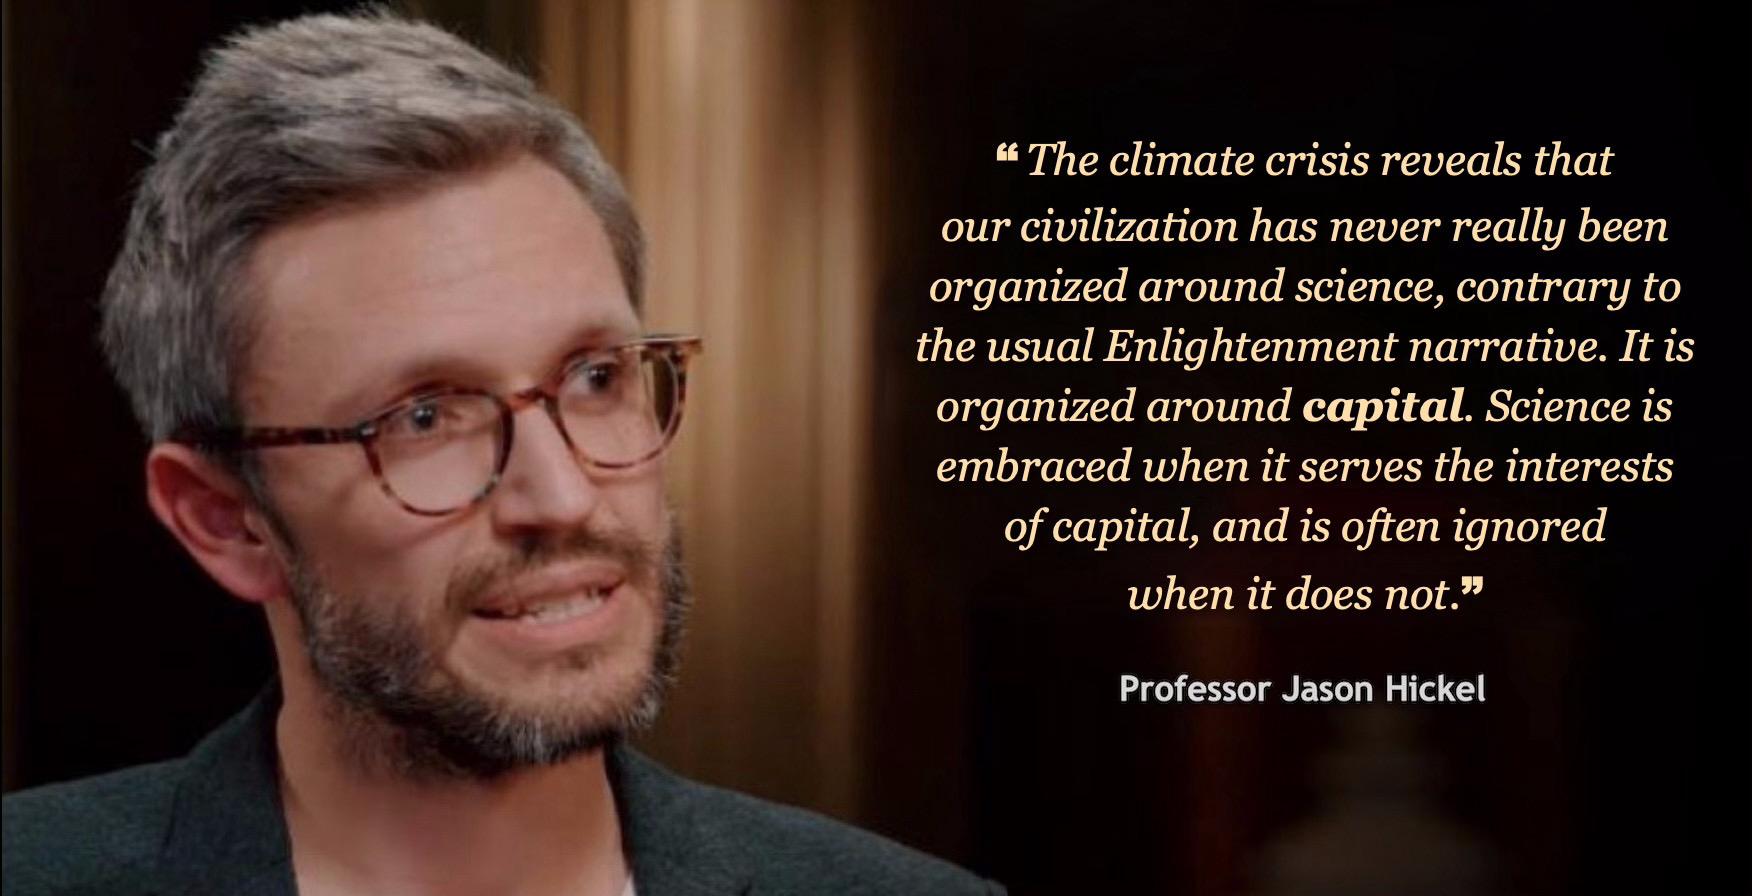 ❝ The climate crisis reveals that
our civilization has never really been
organized around science, contrary to
the usual Enlightenment narrative. It is
organized around capital. Science is
embraced when it serves the interests
of capital, and is often ignored
when it does not.❞
Professor Jason Hickel